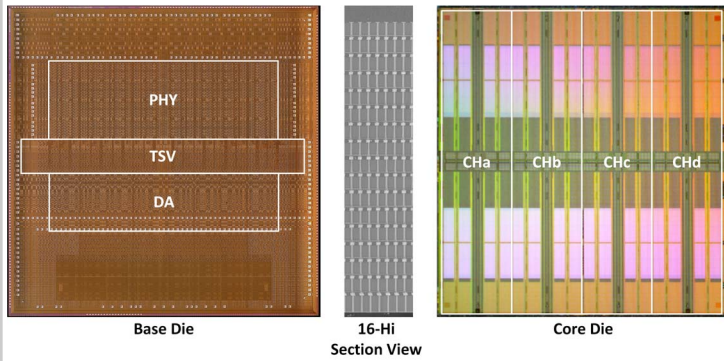 PHY
TSV
DA
CHa CHb CHc CHd
Base Die
16-Hi
Section View
Core Die